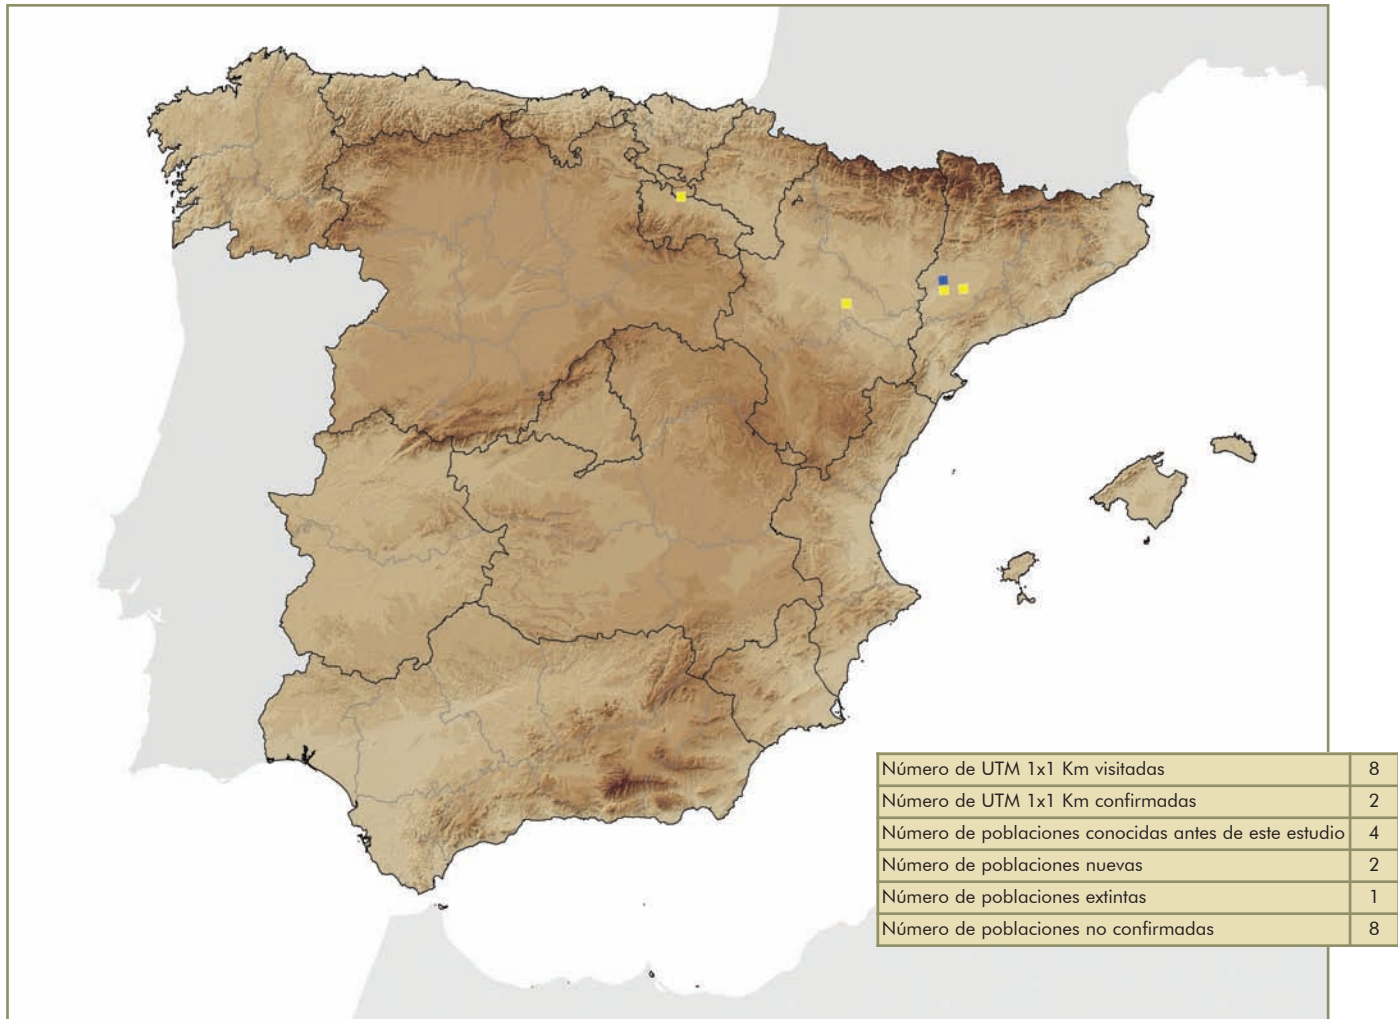 Número de UTM 1x1 Km visitadas 8
Número de UTM 1x1 Km confirmadas 2
Número de poblaciones conocidas antes de este estudio 4
Número de poblaciones nuevas 2
Número de poblaciones extintas 1
Número de poblaciones no confirmadas 8